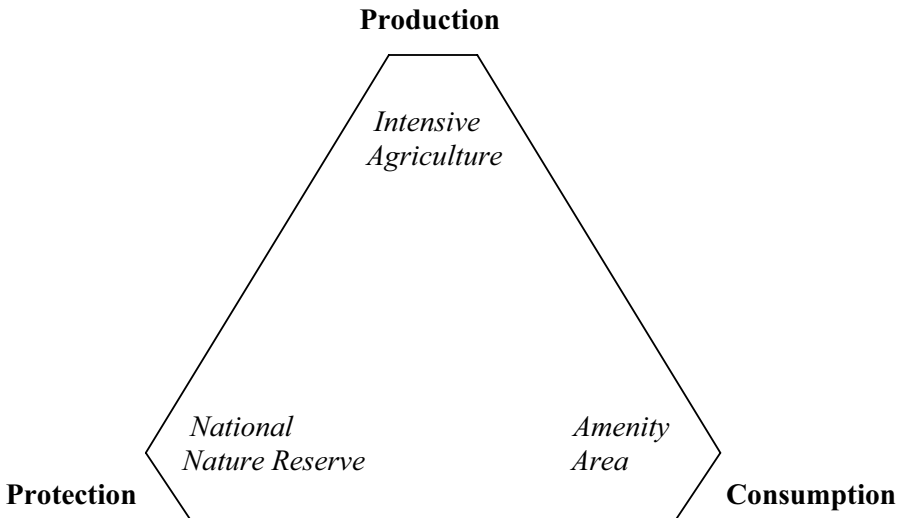 Production
Intensive
Agriculture
National
Nature Reserve
Amenity
Area
Protection
Consumption